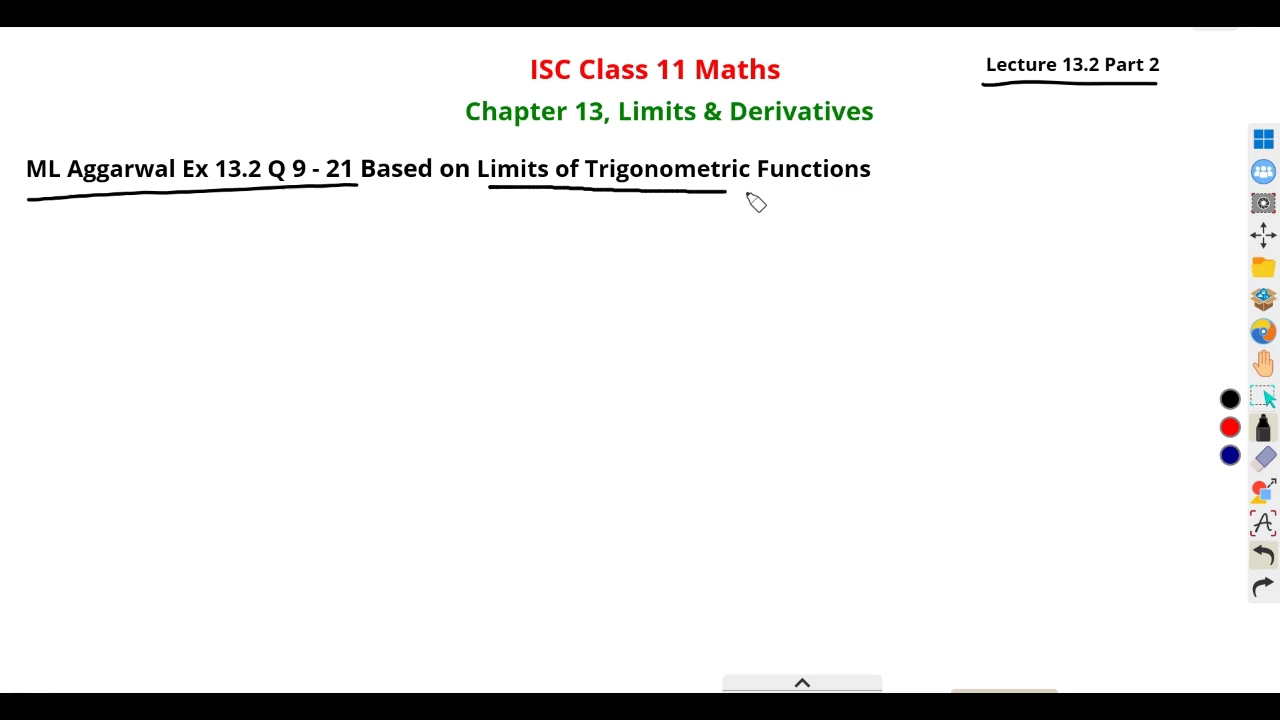 ISC Class 11 Maths
Lecture 13.2 Part 2
Chapter 13, Limits & Derivatives
ML Aggarwal Ex 13.2 Q 9 - 21 Based on Limits of Trigonometric Functions